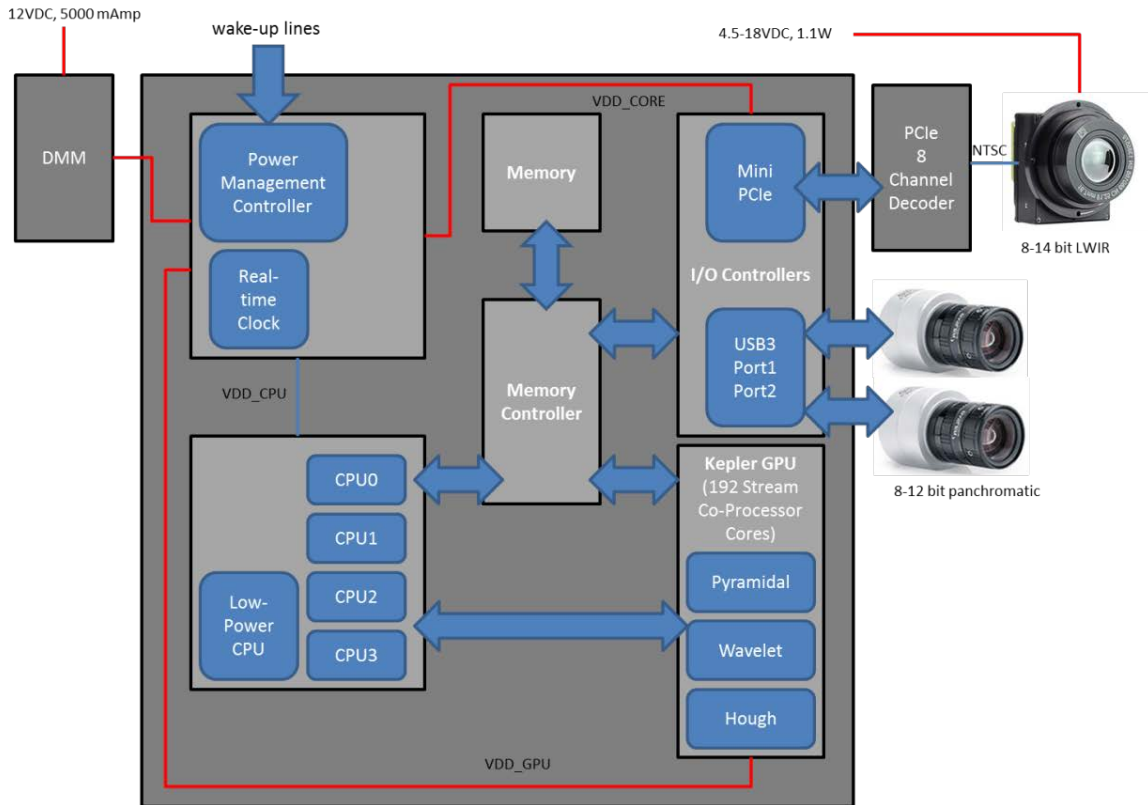 12VDC, 5000 mAmp
wake-up lines
4.5-18VDC, 1.1W
DMM
Power
Management
Controller
Real-
time
Clock
VDD_CORE
Memory
Mini
PCIe
I/O Controllers
USB3
Port1
Port2
PCIe
8
Channel
Decoder
NTSC
8-14 bit LWIR
8-12 bit panchromatic
VDD_CPU
Memory
Controller
CPU0
CPU1
CPU2
CPU3
Low-
Power
CPU
Kepler GPU
(192 Stream
Co-Processor
Cores)
Pyramidal
Wavelet
Hough
VDD_GPU